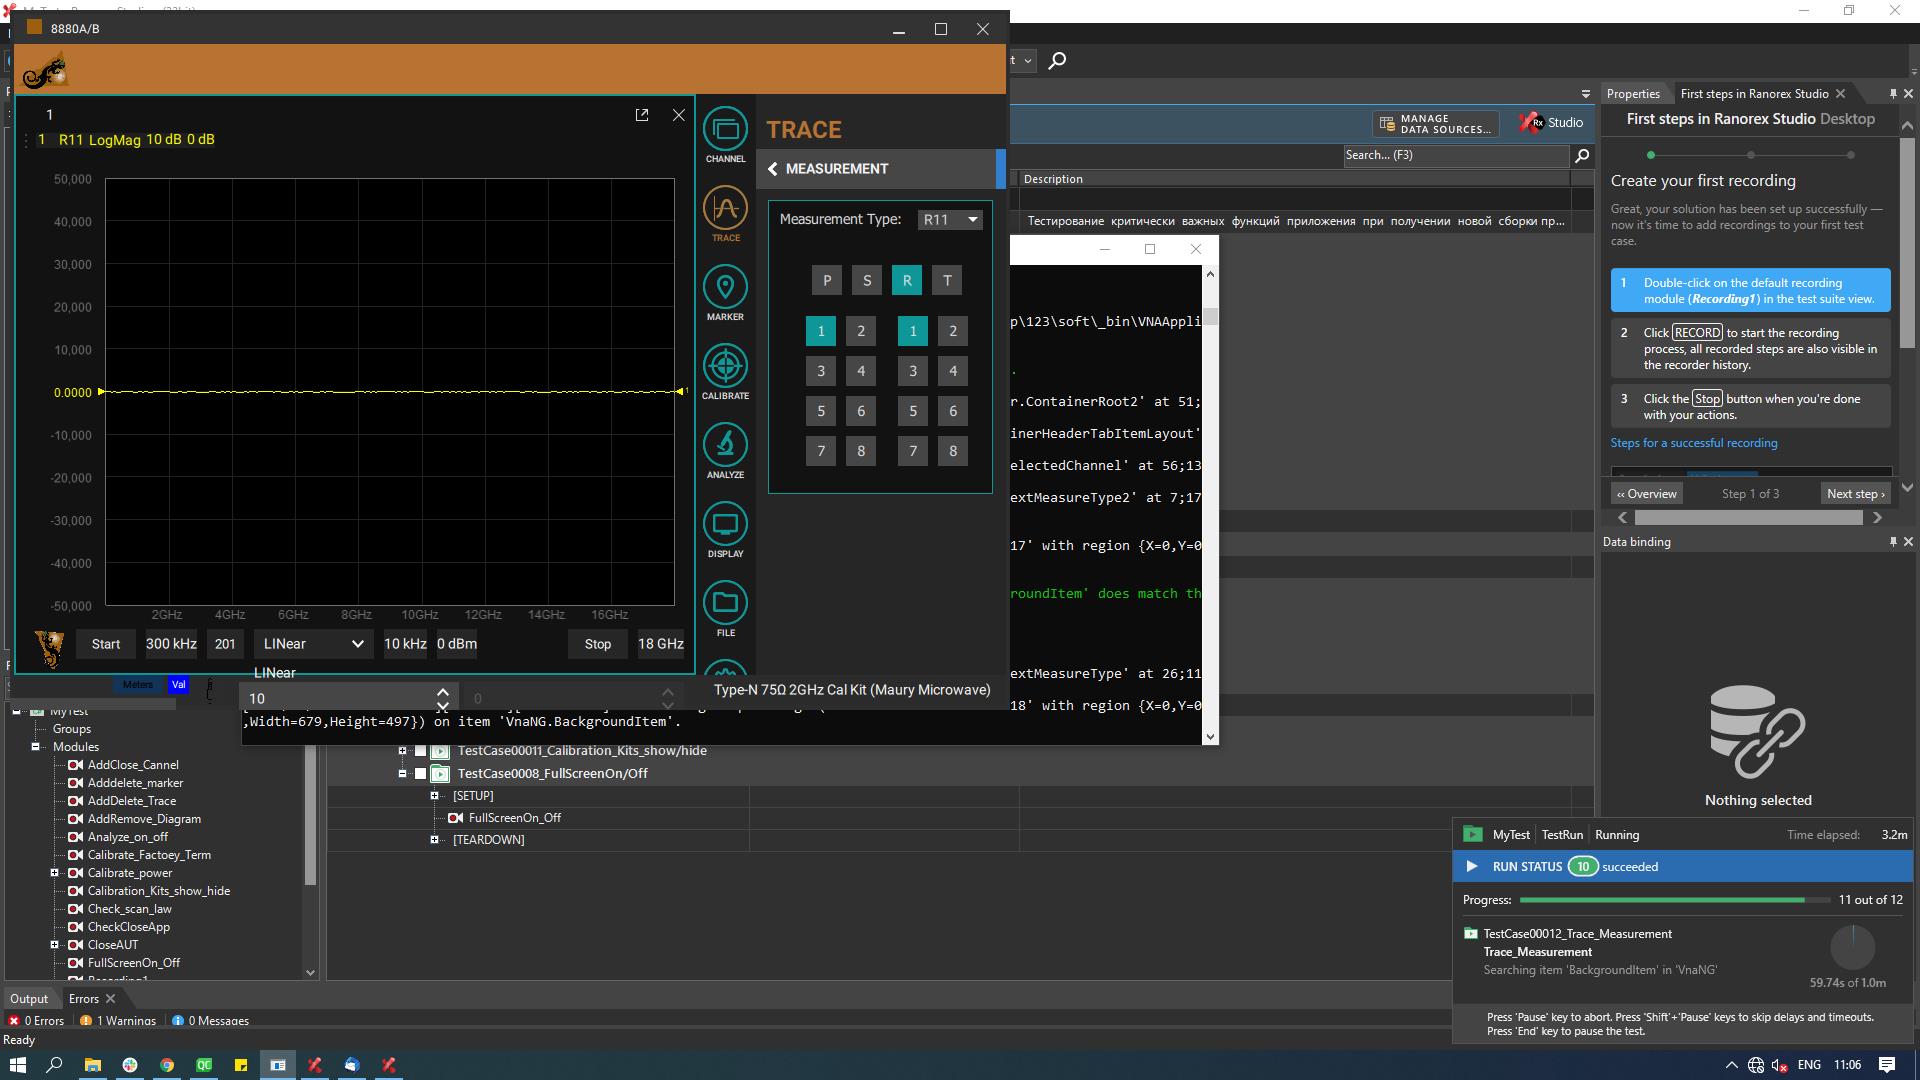 8880A/B
1
1 R11 LogMag 10 dB 0 dB
50,000
40,000
30,000
20,000
10,000
0.0000
1
-10,000
-20,000
-30,000
-40,000
-50,000
2GHz 4GHz 6GHz 8GHz 10GHz 12GHz 14GHz 16GHz
Start 300 kHz 201 LINear 10 kHz 0 dBm Stop 18 GHz
LINear
Meters Val
10 0
Type-N 75Ω 2GHz Cal Kit (Maury Microwave)
CHANNEL
TRACE
MARKER
CALIBRATE
ANALYZE
DISPLAY
FILE
TRACE
MEASUREMENT
Measurement Type: R11
P S R T
1 2 1 2
3 4 3 4
5 6 5 6
7 8 7 8
MANAGE
DATA SOURCES...
Rx Studio
Search... (F3)
Description
Тестирование критически важных функций приложения при получении новой сборки пр...
p\123\soft\_bin\VNAAppli
.
r.ContainerRoot2' at 51;
inerHeaderTabItemLayout'
electedChannel' at 56;13
extMeasureType2' at 7;17
17' with region {X=0,Y=0
roundItem' does match th
extMeasureType' at 26;11
18' with region {X=0,Y=0
,Width=679,Height=497}) on item 'VnaNG.BackgroundItem'.
MyTest
Groups
Modules
AddClose_Cannel
Adddelete_marker
AddDelete_Trace
AddRemove_Diagram
Analyze_on_off
Calibrate_Factoey_Term
Calibrate_power
Calibration_Kits_show_hide
Check_scan_law
CheckCloseApp
CloseAUT
FullScreenOn_Off
Recording1
TestCase00011_Calibration_Kits_show/hide
TestCase0008_FullScreenOn/Off
[SETUP]
FullScreenOn_Off
[TEARDOWN]
Properties First steps in Ranorex Studio
First steps in Ranorex Studio Desktop
Create your first recording
Great, your solution has been set up successfully —
now it's time to add recordings to your first test
case.
1 Double-click on the default recording
module (Recording1) in the test suite view.
2 Click RECORD to start the recording
process, all recorded steps are also visible in
the recorder history.
3 Click the Stop button when you're done
with your actions.
Steps for a successful recording
‹‹ Overview Step 1 of 3 Next step ›
Data binding
Nothing selected
MyTest TestRun Running Time elapsed: 3.2m
RUN STATUS 10 succeeded
Progress: 11 out of 12
TestCase00012_Trace_Measurement
Trace_Measurement
Searching item 'BackgroundItem' in 'VnaNG'
59.74s of 1.0m
Press 'Pause' key to abort. Press 'Shift'+'Pause' keys to skip delays and timeouts.
Press 'End' key to pause the test.
Output Errors
0 Errors 1 Warnings 0 Messages
Ready
QC
ENG 11:06